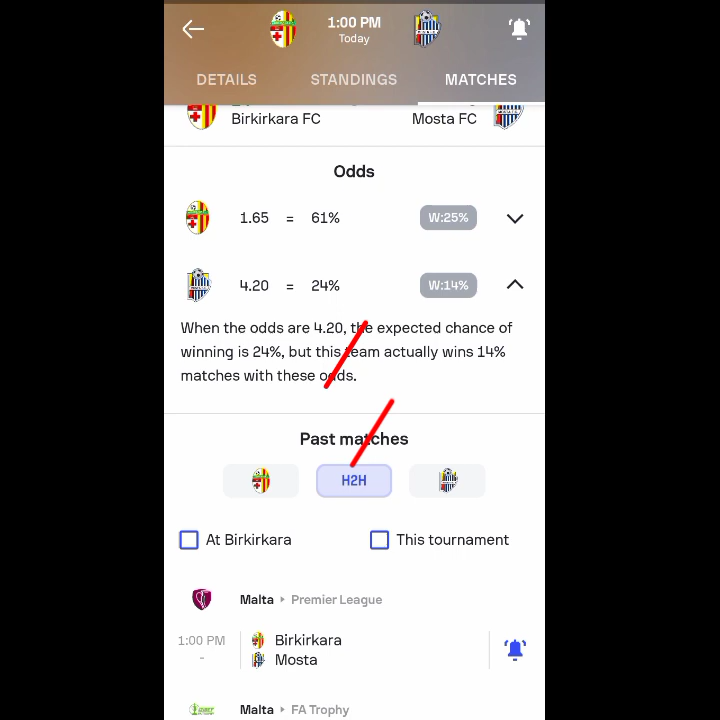 1:00 PM
Today
DETAILS STANDINGS MATCHES
Birkirkara FC Mosta FC
Odds
1.65 = 61% W:25%
4.20 = 24% W:14%
When the odds are 4.20, the expected chance of
winning is 24%, but this team actually wins 14%
matches with these odds.
Past matches
H2H
At Birkirkara This tournament
Malta Premier League
1:00 PM Birkirkara
- Mosta
Malta FA Trophy